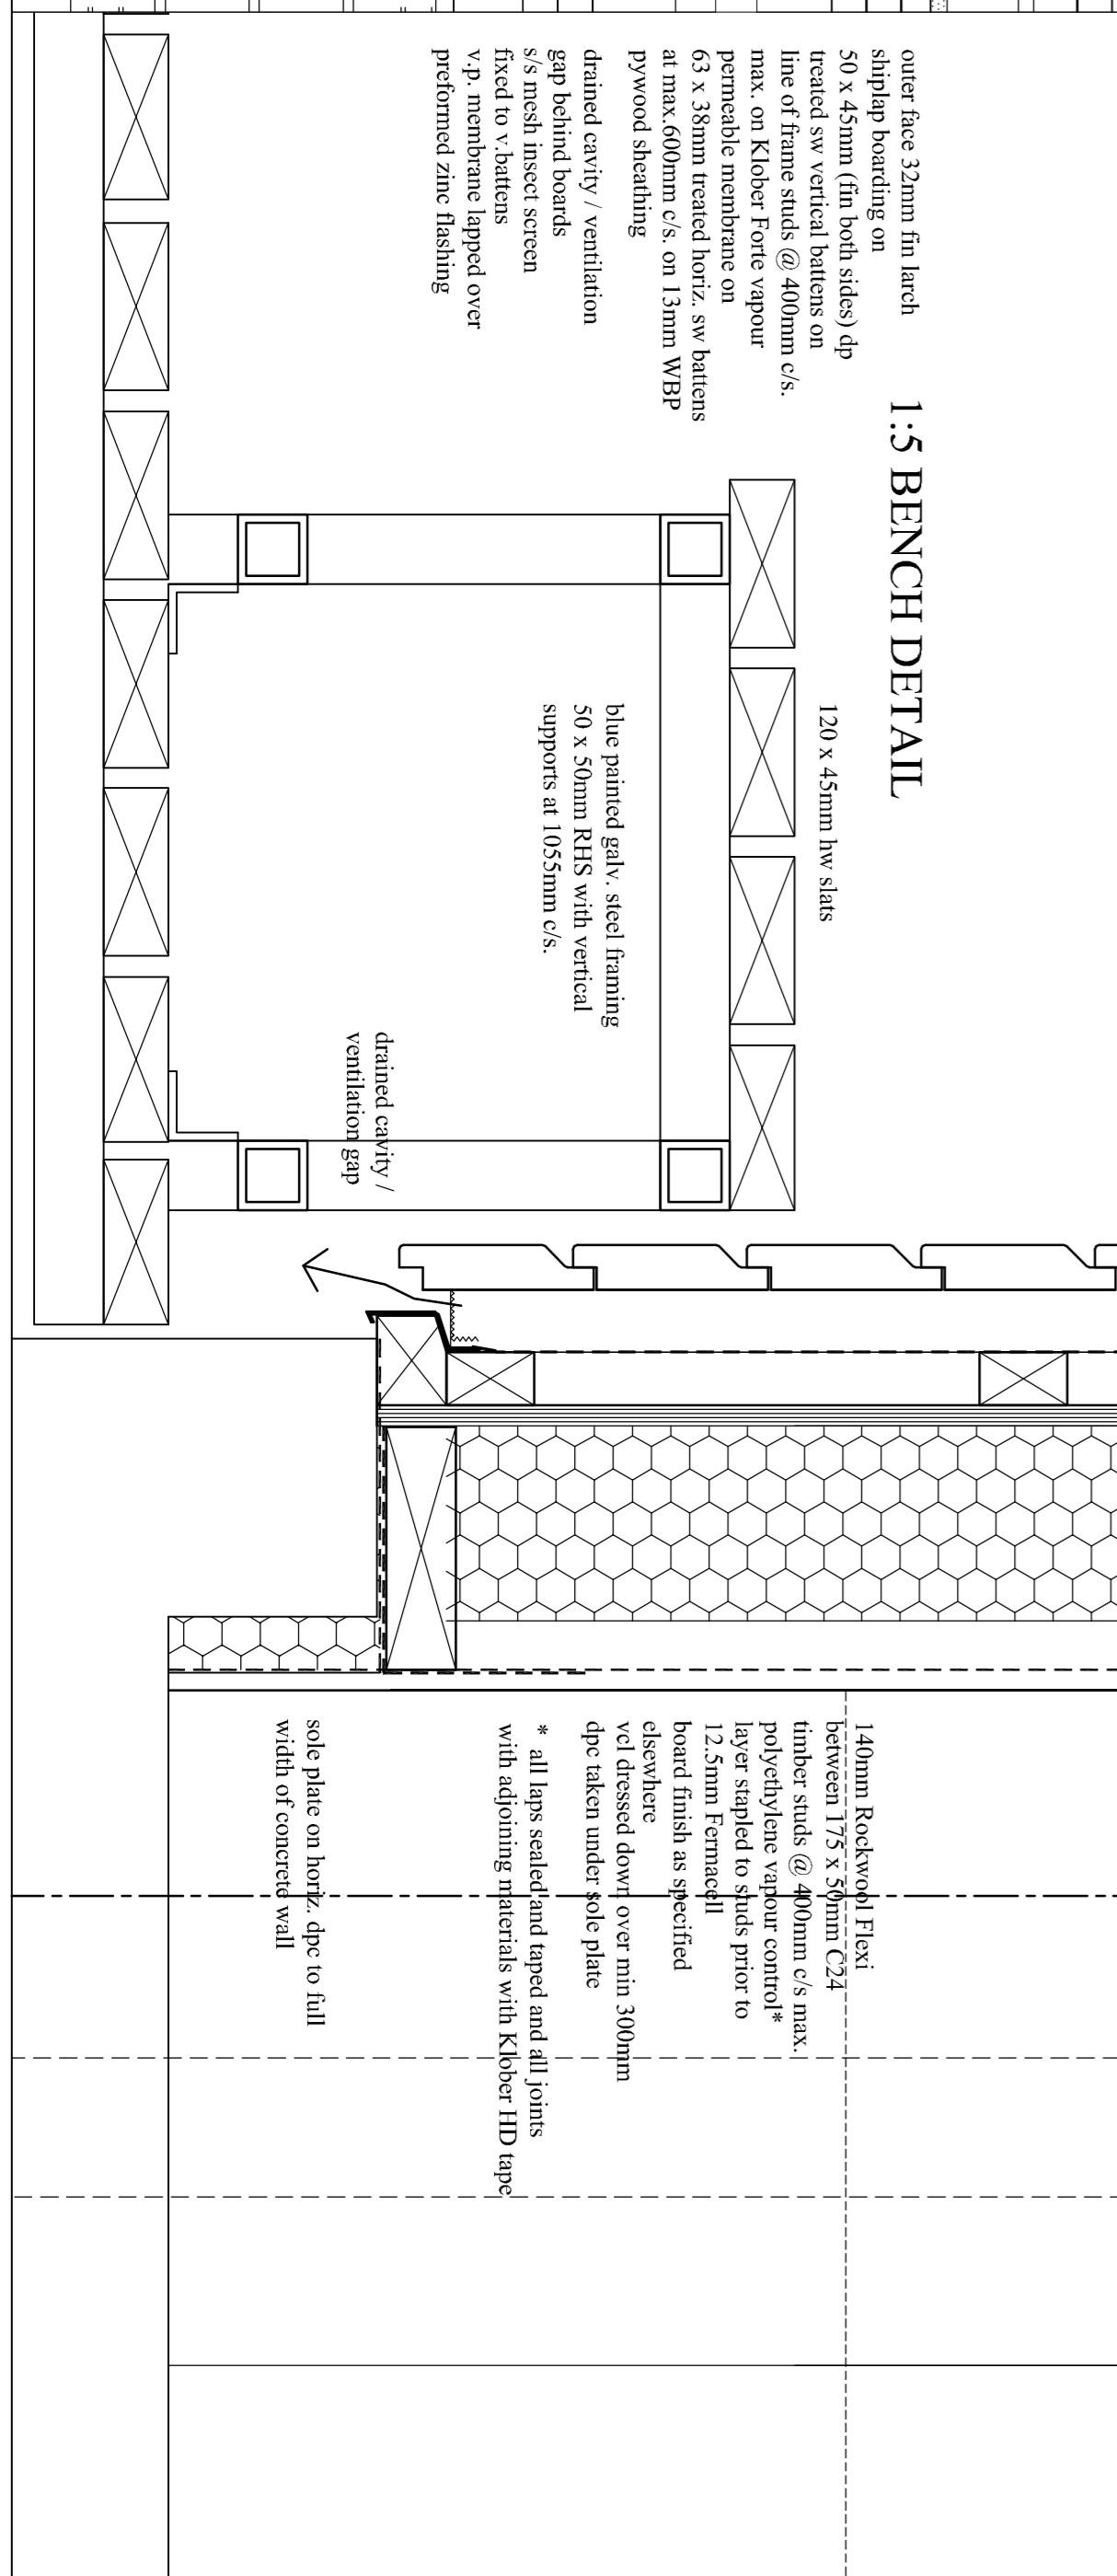 1:5 BENCH DETAIL
outer face 32mm fin larch
shiplap boarding on
50 x 45mm (fin both sides) dp
treated sw vertical battens on
line of frame studs @ 400mm c/s.
max. on Klober Forte vapour
permeable membrane on
63 x 38mm treated horiz. sw battens
at max.600mm c/s. on 13mm WBP
pywood sheathing
drained cavity / ventilation
gap behind boards
s/s mesh insect screen
fixed to v.battens
v.p. membrane lapped over
preformed zinc flashing
120 x 45mm hw slats
blue painted galv. steel framing
50 x 50mm RHS with vertical
supports at 1055mm c/s.
drained cavity /
ventilation gap
140mm Rockwool Flexi
between 175 x 50mm C24
timber studs @ 400mm c/s max.
polyethylene vapour control*
layer stapled to studs prior to
12.5mm Fermacell
board finish as specified
elsewhere
vcl dressed down over min 300mm
dpc taken under sole plate
* all laps sealed and taped and all joints
with adjoining materials with Klober HD tape
sole plate on horiz. dpc to full
width of concrete wall